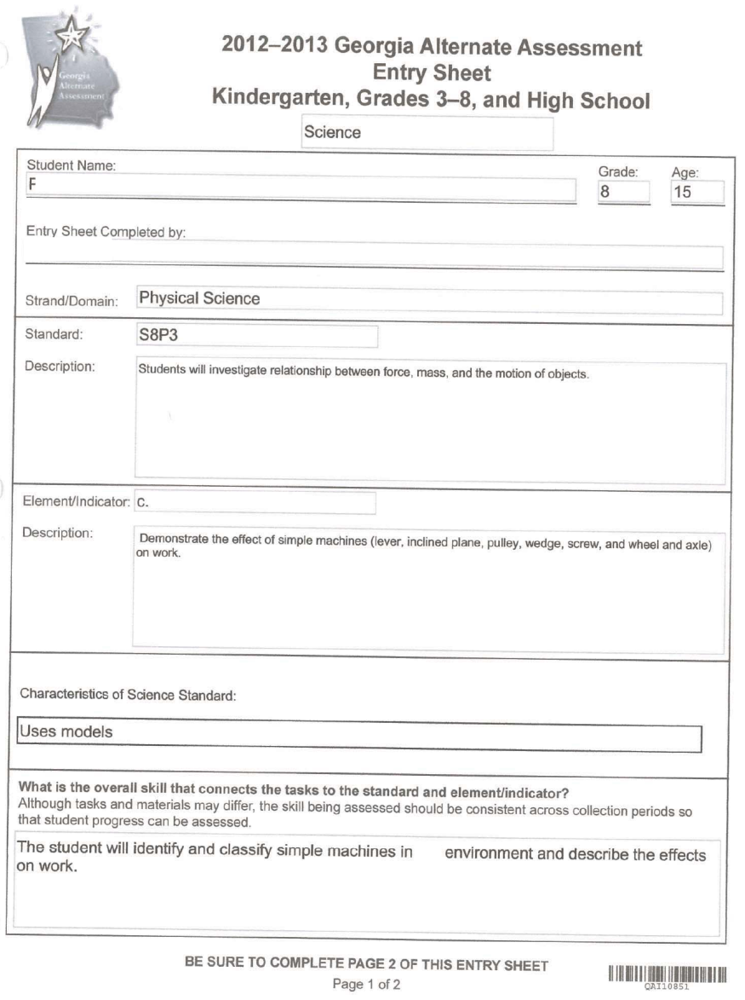 Georgia
Alternate
Assessment
2012–2013 Georgia Alternate Assessment
Entry Sheet
Kindergarten, Grades 3–8, and High School
Science
Student Name:
F
Grade:
8
Age:
15
Entry Sheet Completed by:
Strand/Domain: Physical Science
Standard: S8P3
Description: Students will investigate relationship between force, mass, and the motion of objects.
Element/Indicator: c.
Description: Demonstrate the effect of simple machines (lever, inclined plane, pulley, wedge, screw, and wheel and axle)
on work.
Characteristics of Science Standard:
Uses models
What is the overall skill that connects the tasks to the standard and element/indicator?
Although tasks and materials may differ, the skill being assessed should be consistent across collection periods so
that student progress can be assessed.
The student will identify and classify simple machines in environment and describe the effects
on work.
BE SURE TO COMPLETE PAGE 2 OF THIS ENTRY SHEET
Page 1 of 2
QAI10851